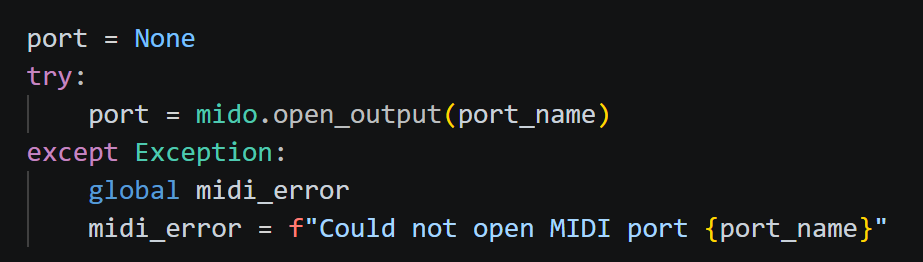 port = None
try:
    port = mido.open_output(port_name)
except Exception:
    global midi_error
    midi_error = f"Could not open MIDI port {port_name}"